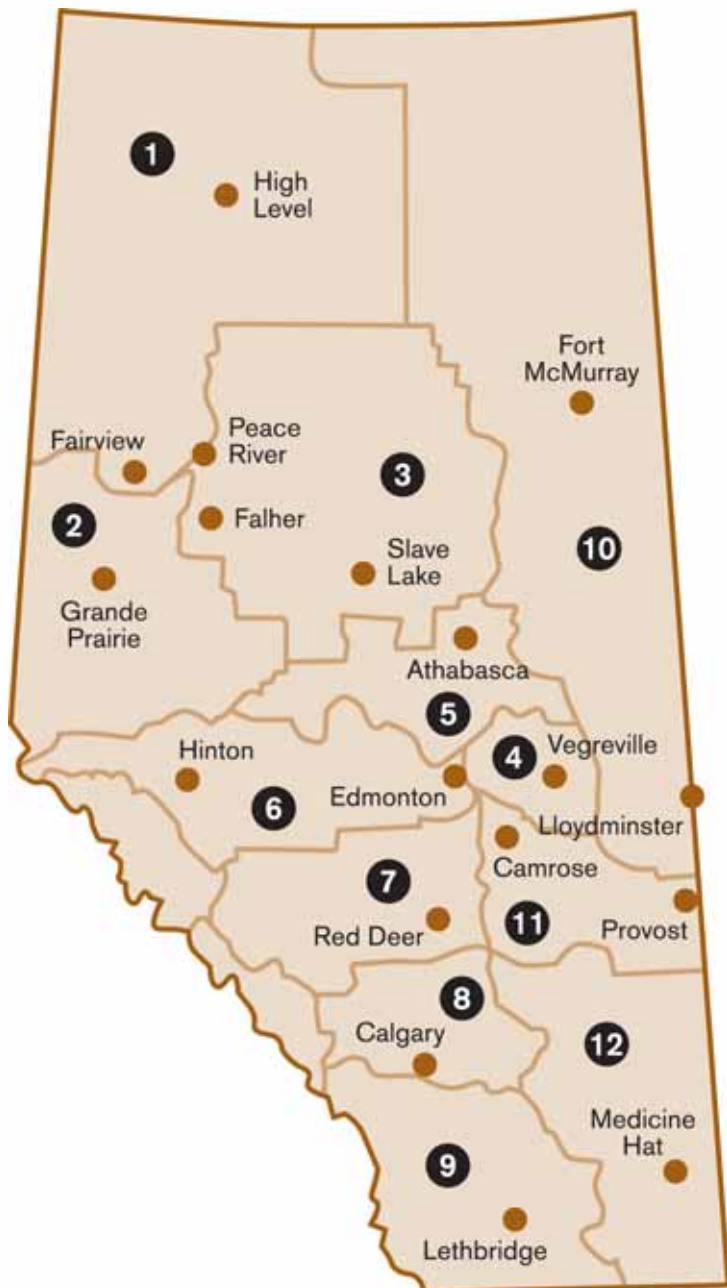 1
High
Level
Fort
McMurray
Fairview
Peace
River
3
2
Falher
10
Slave
Lake
Grande
Prairie
Athabasca
5
Hinton
4
Vegreville
Edmonton
6
Lloydminster
Camrose
7
Red Deer
11
Provost
8
Calgary
12
Medicine
Hat
9
Lethbridge